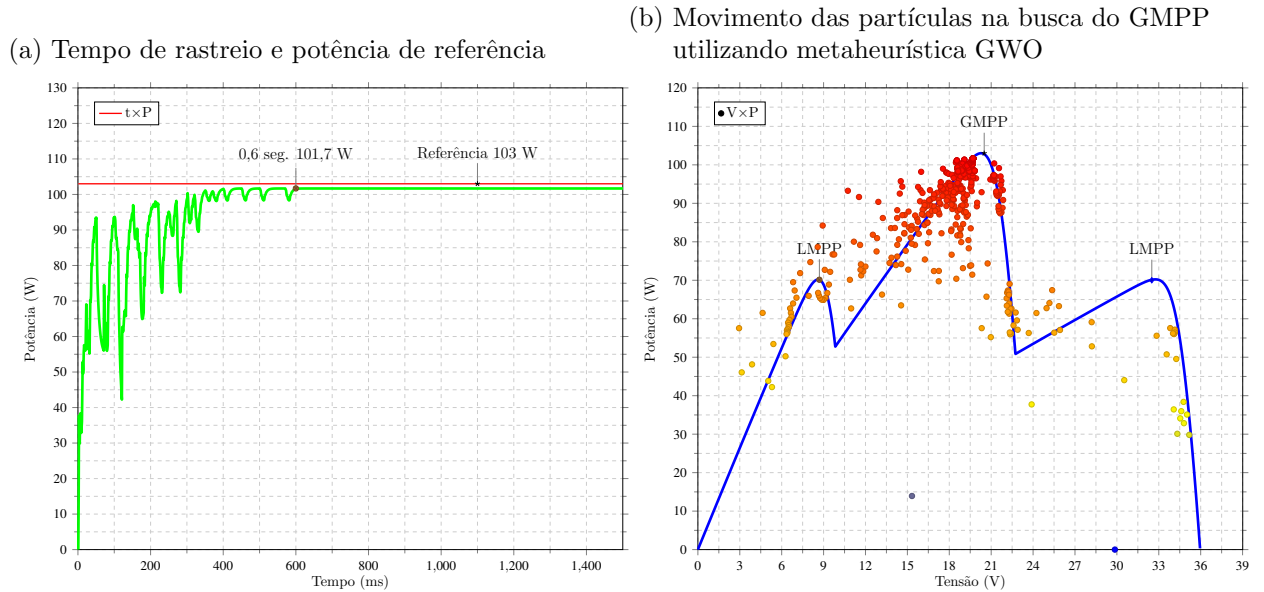 (a) Tempo de rastreio e potência de referência
130
120
110
100
90
80
70
60
50
40
30
20
10
0
Potência (W)
t×P
0,6 seg. 101,7 W
Referência 103 W
0 200 400 600 800 1,000 1,200 1,400
Tempo (ms)
(b) Movimento das partículas na busca do GMPP
utilizando metaheurística GWO
120
110
100
90
80
70
60
50
40
30
20
10
0
Potência (W)
V×P
GMPP
LMPP
LMPP
0 3 6 9 12 15 18 21 24 27 30 33 36 39
Tensão (V)